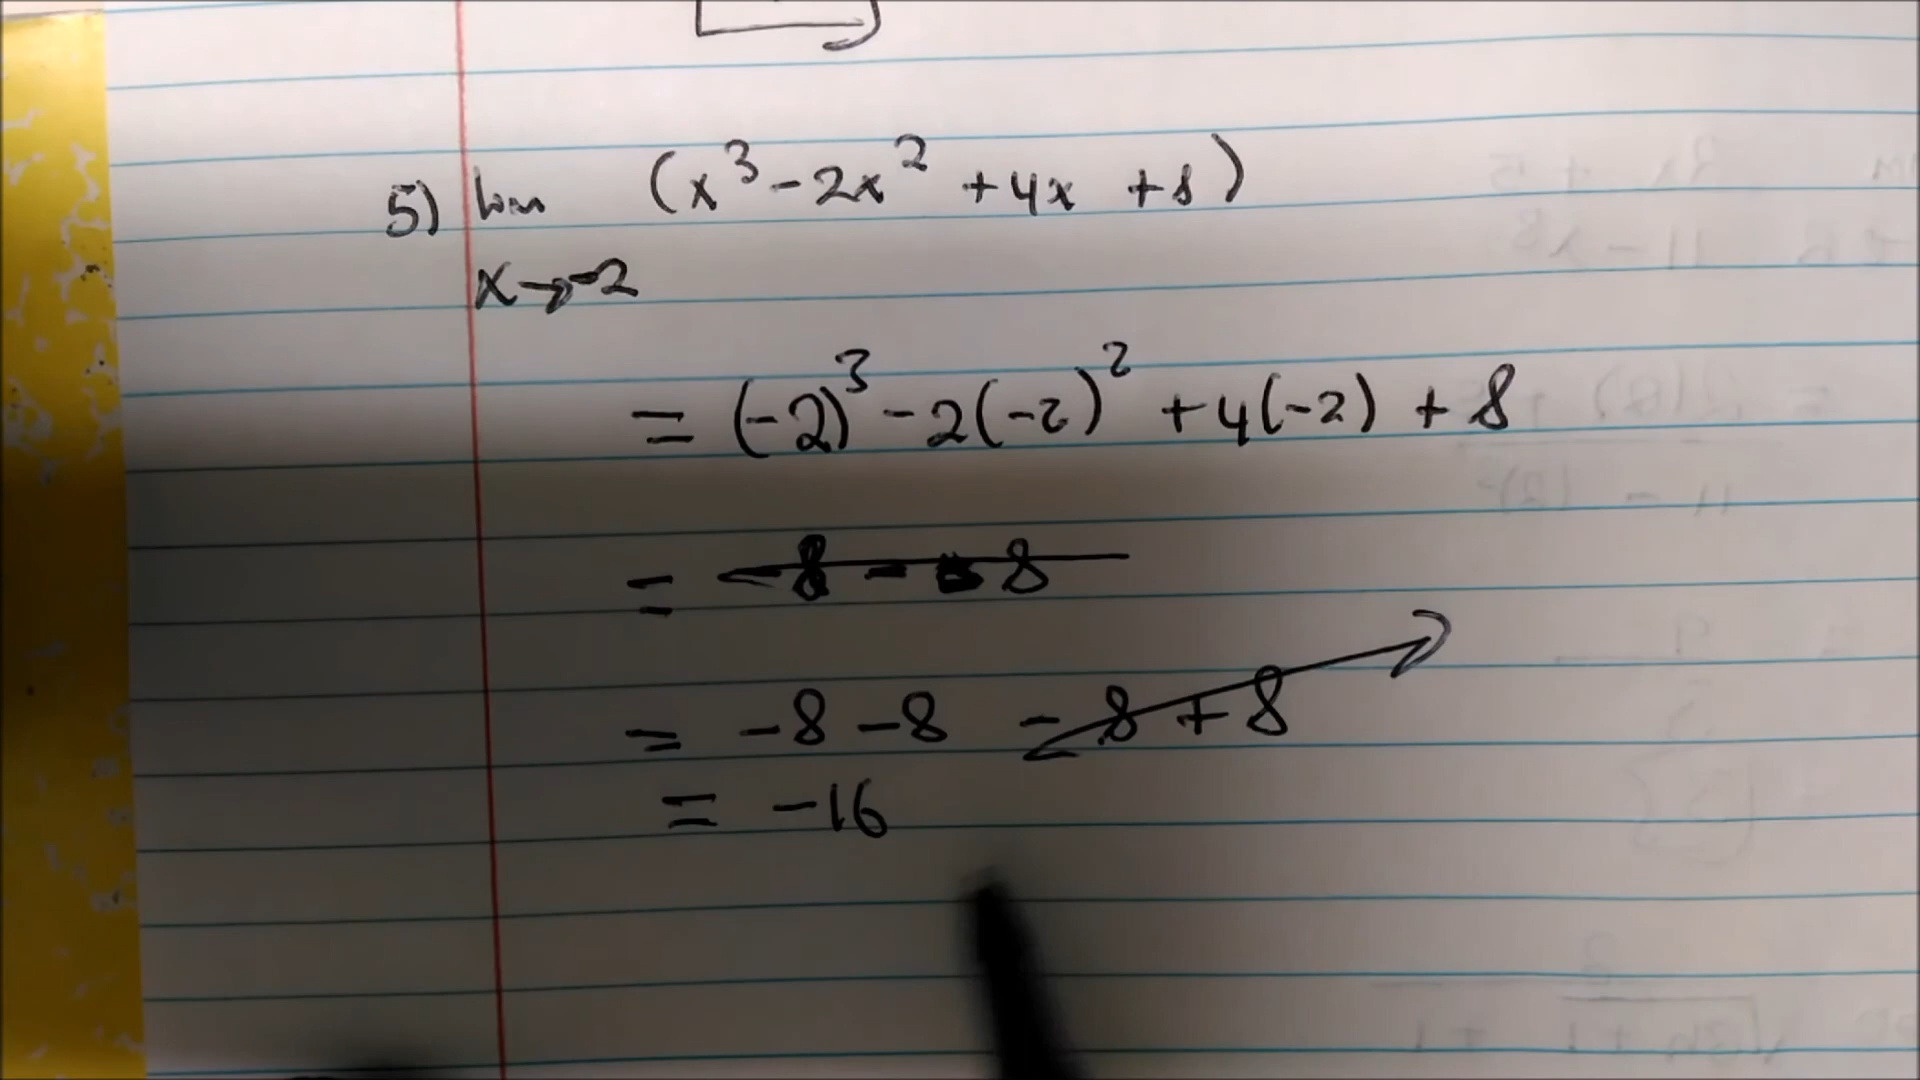 5) lim (x³ - 2x² + 4x + 8)
x→-2
= (-2)³ - 2(-2)² + 4(-2) + 8
= -8 - 8
= -8 - 8 - 8 + 8
= -16